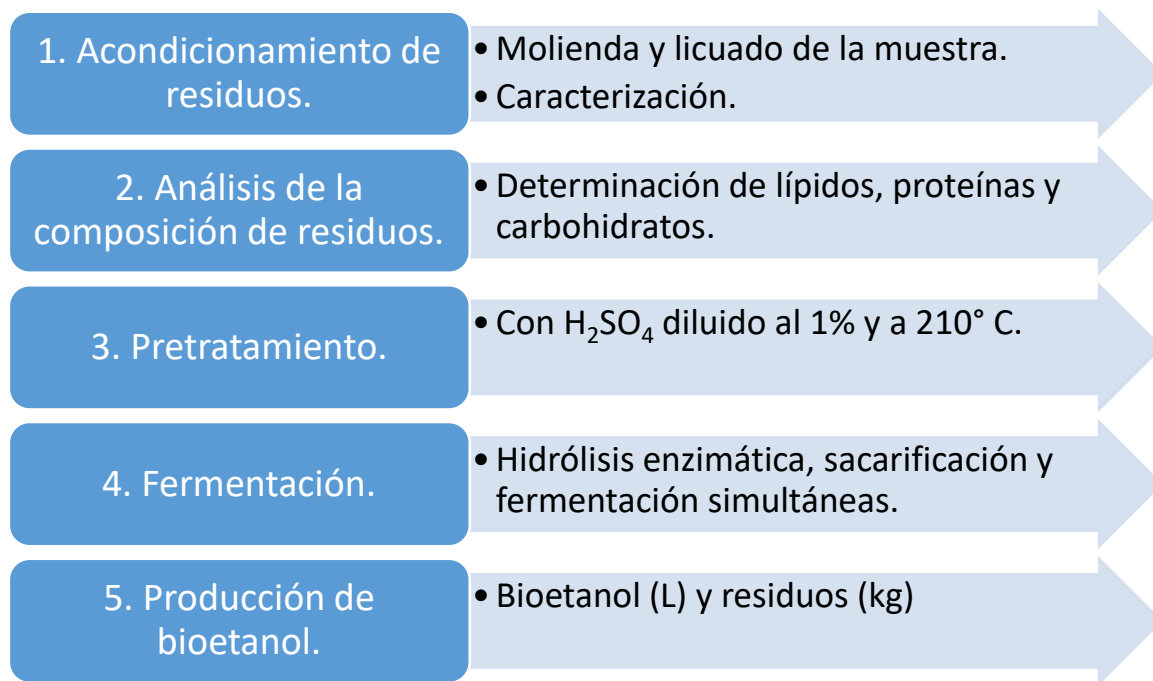 1. Acondicionamiento de
residuos.
• Molienda y licuado de la muestra.
• Caracterización.
2. Análisis de la
composición de residuos.
• Determinación de lípidos, proteínas y
carbohidratos.
3. Pretratamiento.
• Con H₂SO₄ diluido al 1% y a 210° C.
4. Fermentación.
• Hidrólisis enzimática, sacarificación y
fermentación simultáneas.
5. Producción de
bioetanol.
• Bioetanol (L) y residuos (kg)